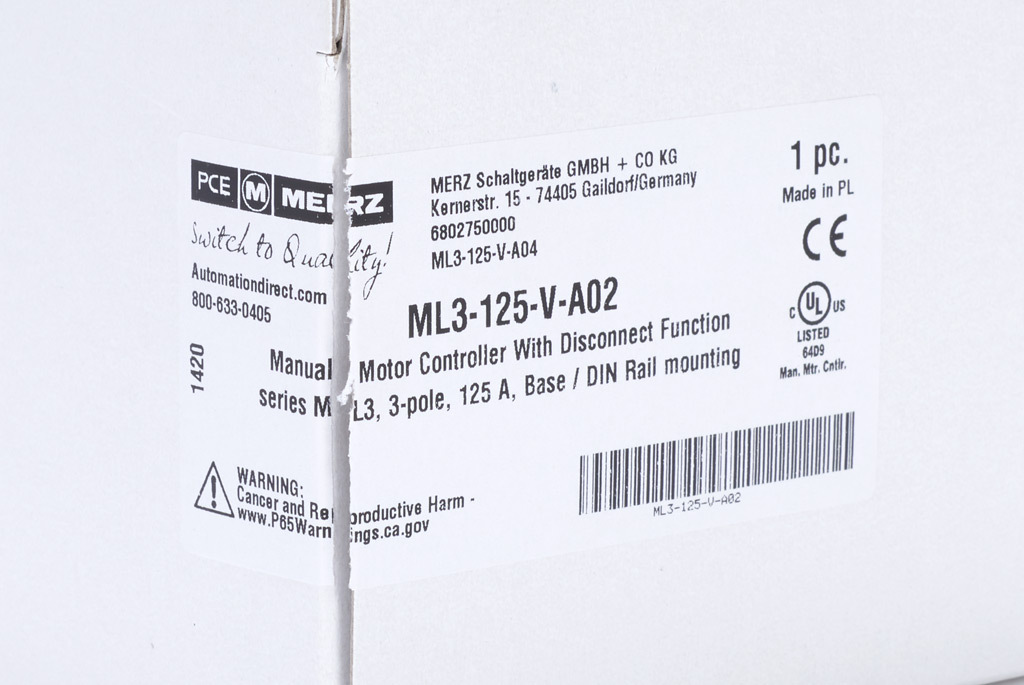 PCE M MERZ
Switch to Quality!
Automationdirect.com
800-633-0405
1420
MERZ Schaltgeräte GMBH + CO KG
Kernerstr. 15 - 74405 Gaildorf/Germany
6802750000
ML3-125-V-A04
1 pc.
Made in PL
CE
ML3-125-V-A02
Manual Motor Controller With Disconnect Function
series ML3, 3-pole, 125 A, Base / DIN Rail mounting
c UL US
LISTED
64D9
Man. Mtr. Cntlr.
WARNING:
Cancer and Reproductive Harm -
www.P65Warnings.ca.gov
ML3-125-V-A02